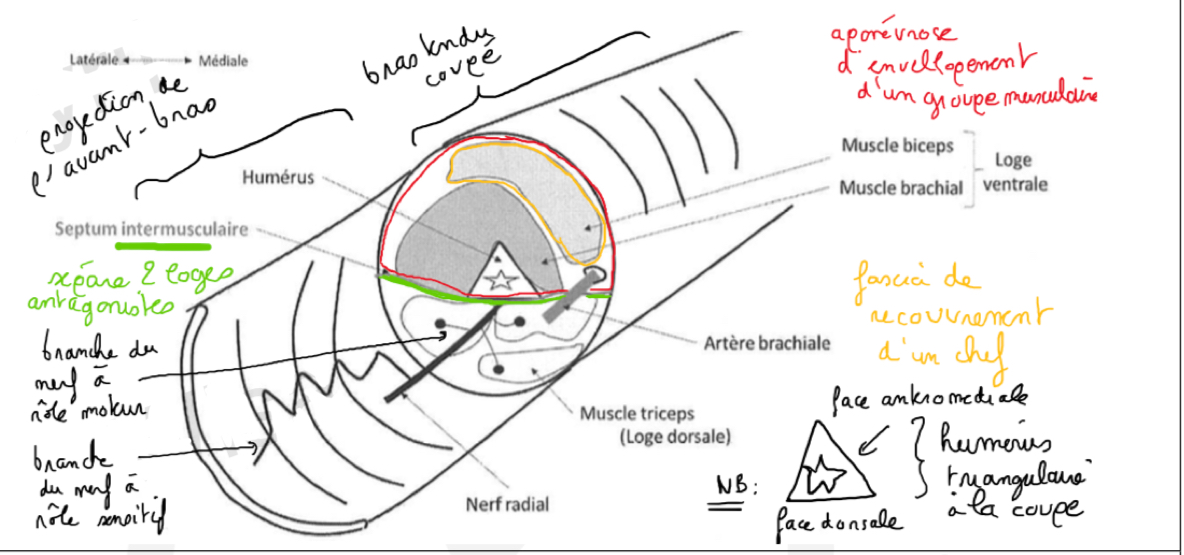 Latérale ↔ Médiale
projection de
l'avant-bras
bras tendu
coupé
aponévrose
d'enveloppement
d'un groupe musculaire
Humérus
Muscle biceps
Muscle brachial
Loge
ventrale
Septum intermusculaire
sépare 2 loges
antagonistes
fascia de
recouvrement
d'un chef
branche du
nerf à
rôle moteur
Artère brachiale
branche
du nerf à
rôle sensitif
Muscle triceps
(Loge dorsale)
Nerf radial
NB:
face antéromédiale
face dorsale
humérus
triangulaire
à la coupe